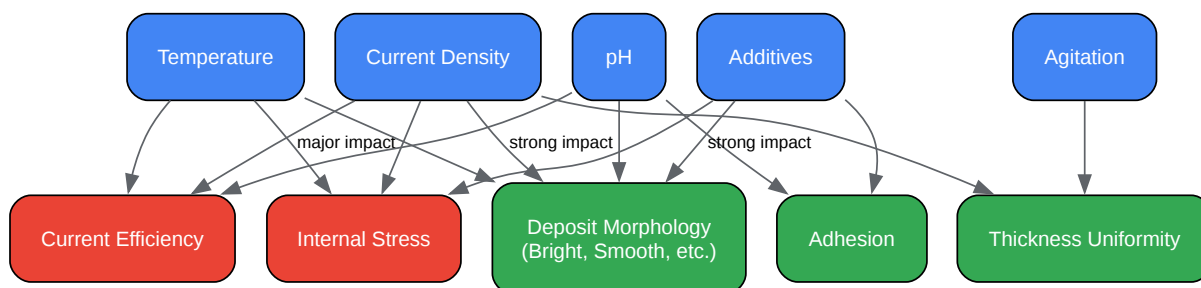 Temperature
Current Density
pH
Additives
Agitation
major impact
strong impact
strong impact
Current Efficiency
Internal Stress
Deposit Morphology
(Bright, Smooth, etc.)
Adhesion
Thickness Uniformity